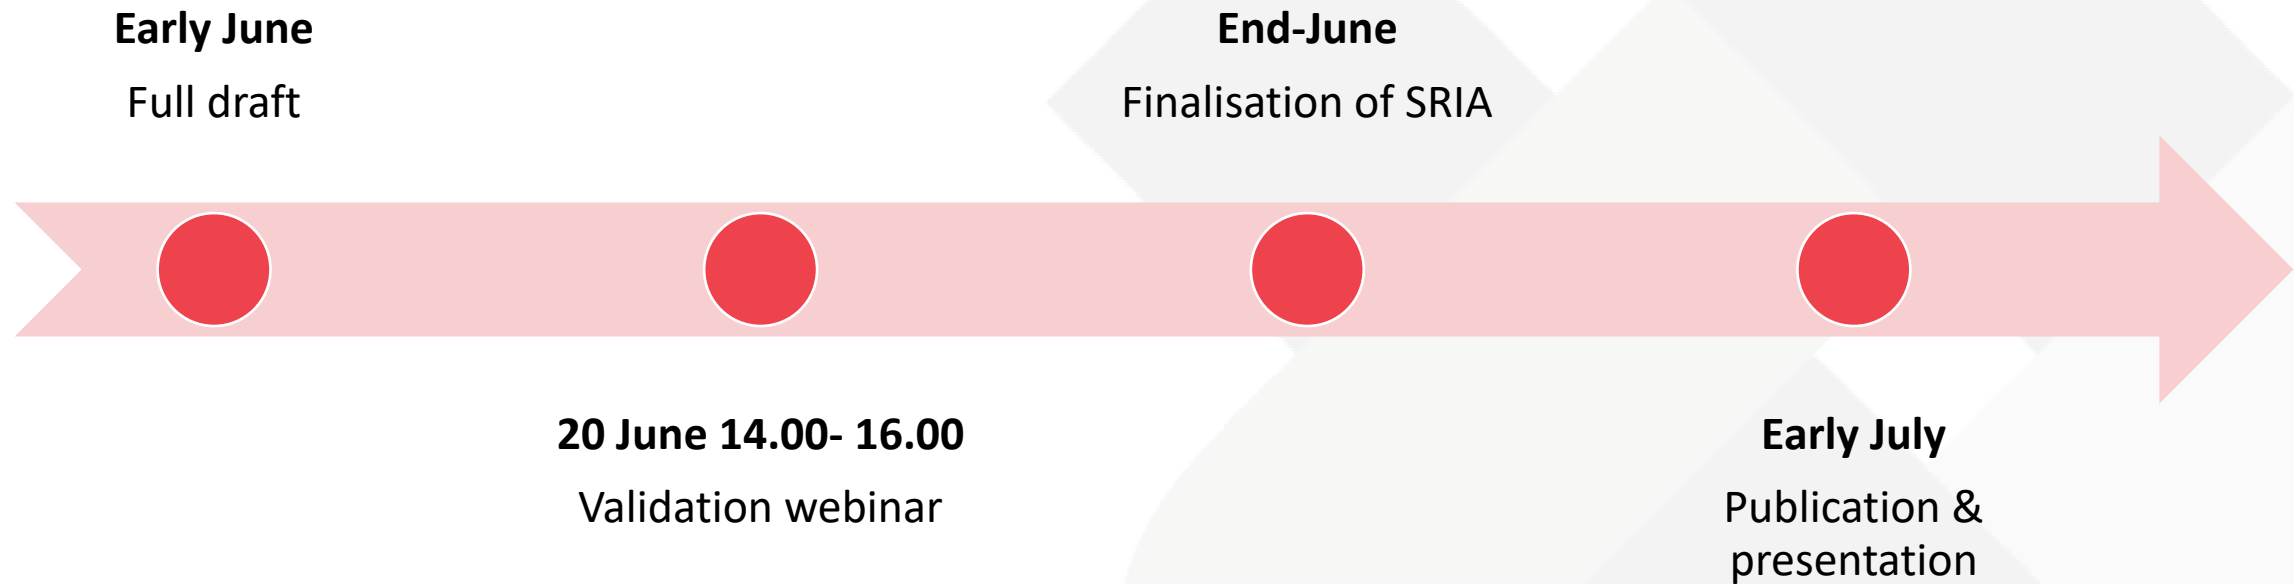 Early June
Full draft
End-June
Finalisation of SRIA
20 June 14.00- 16.00
Validation webinar
Early July
Publication &
presentation